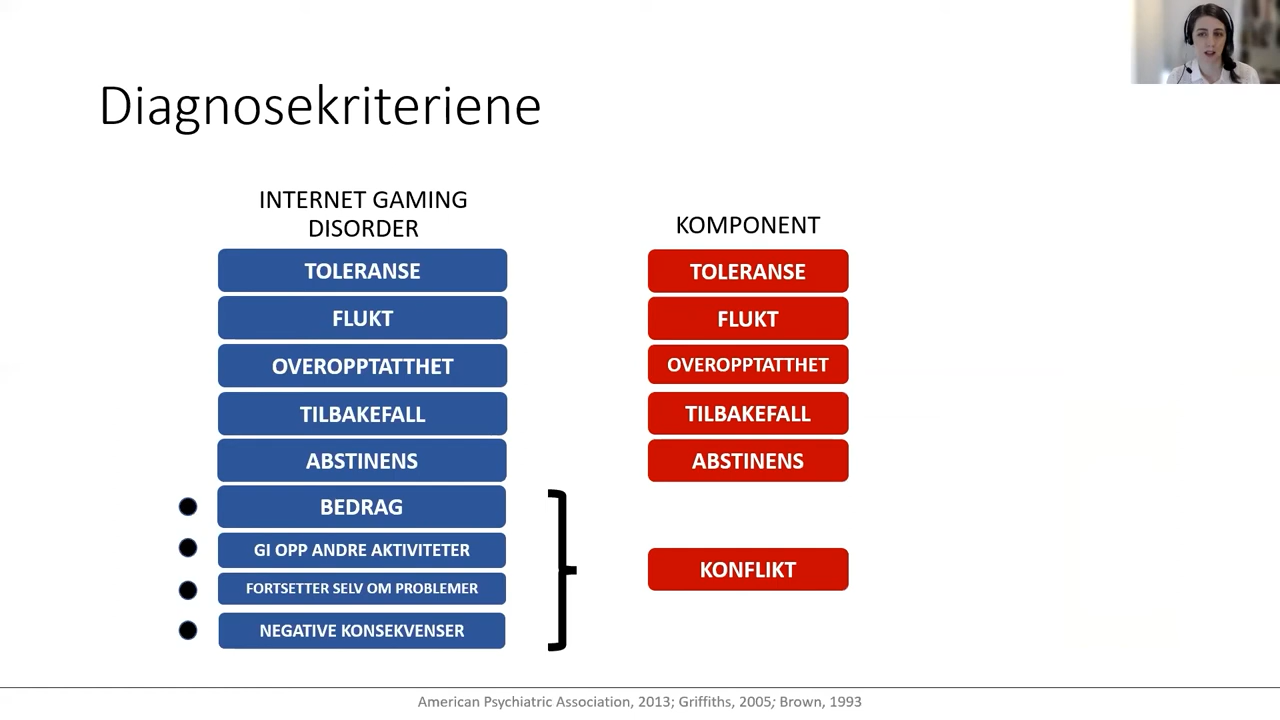 Diagnosekriteriene
INTERNET GAMING
DISORDER
TOLERANSE
FLUKT
OVEROPPTATTHET
TILBAKEFALL
ABSTINENS
BEDRAG
GI OPP ANDRE AKTIVITETER
FORTSETTER SELV OM PROBLEMER
NEGATIVE KONSEKVENSER
KOMPONENT
TOLERANSE
FLUKT
OVEROPPTATTHET
TILBAKEFALL
ABSTINENS
KONFLIKT
American Psychiatric Association, 2013; Griffiths, 2005; Brown, 1993